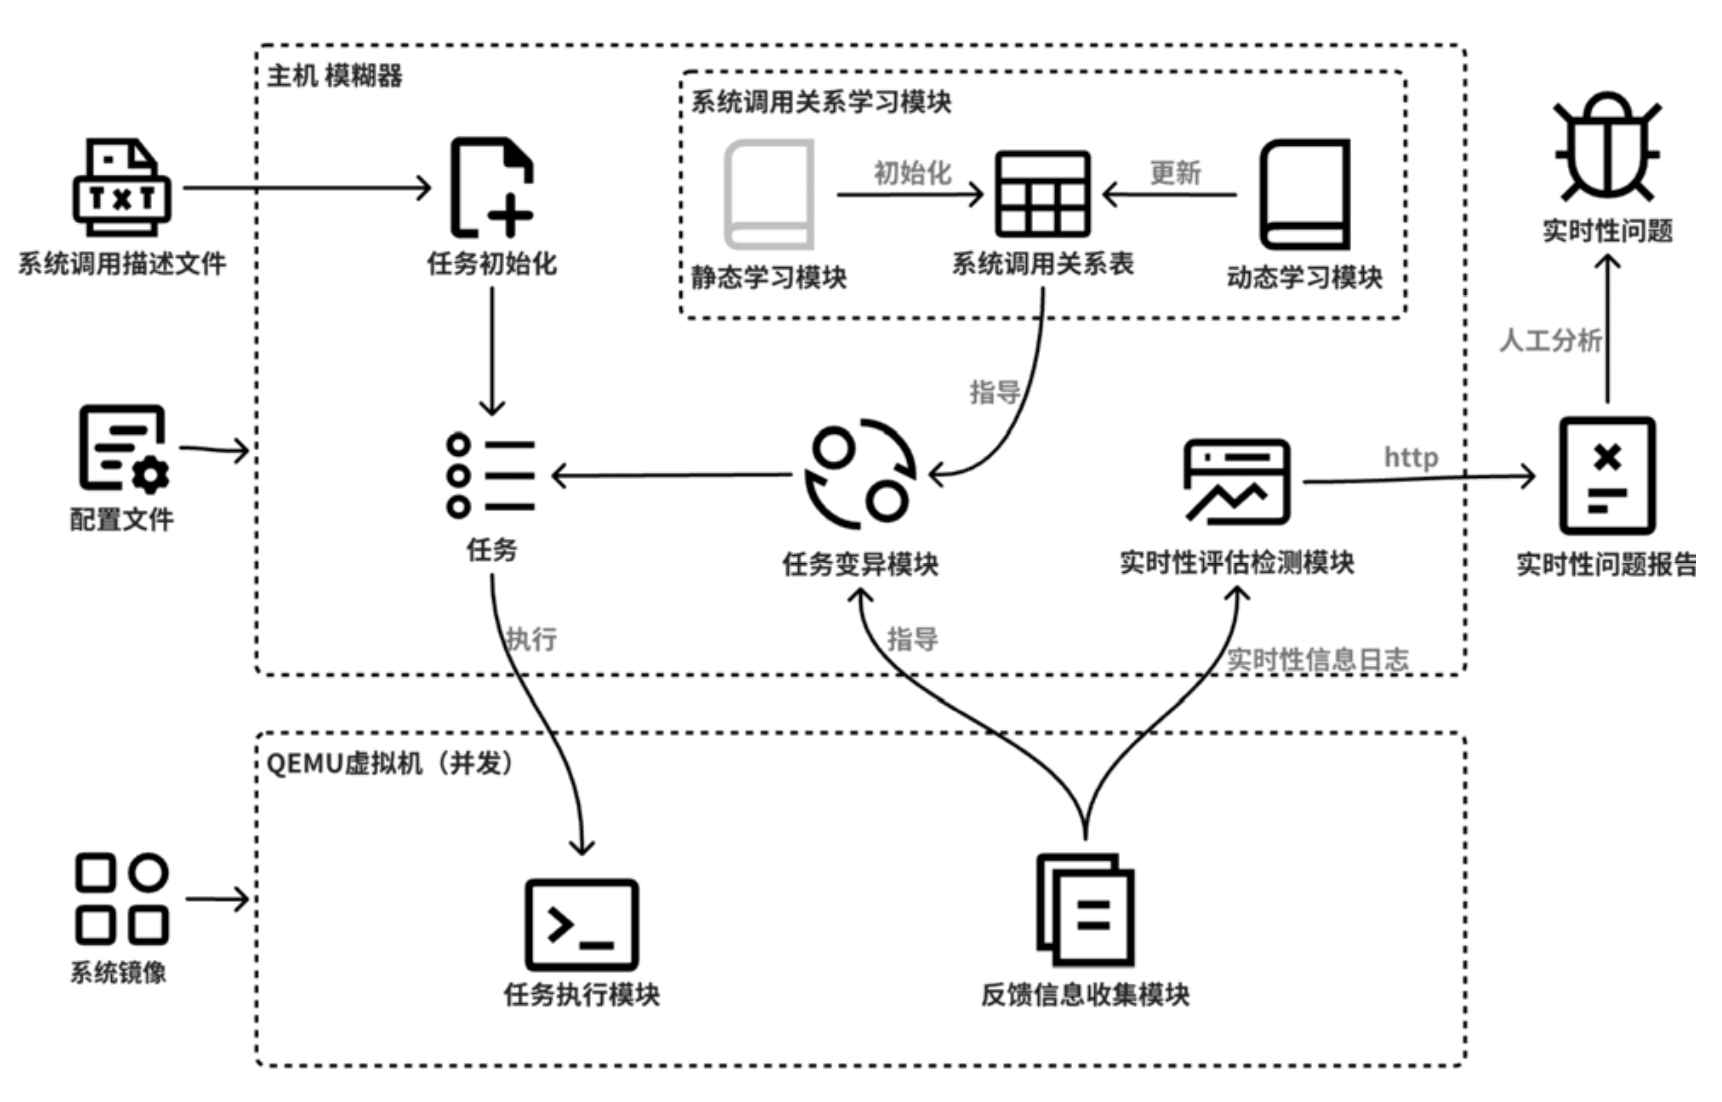 主机 模糊器
系统调用关系学习模块
TXT
初始化
更新
系统调用描述文件
任务初始化
静态学习模块
系统调用关系表
动态学习模块
实时性问题
人工分析
指导
http
配置文件
任务
任务变异模块
实时性评估检测模块
实时性问题报告
执行
指导
实时性信息日志
QEMU虚拟机（并发）
系统镜像
任务执行模块
反馈信息收集模块